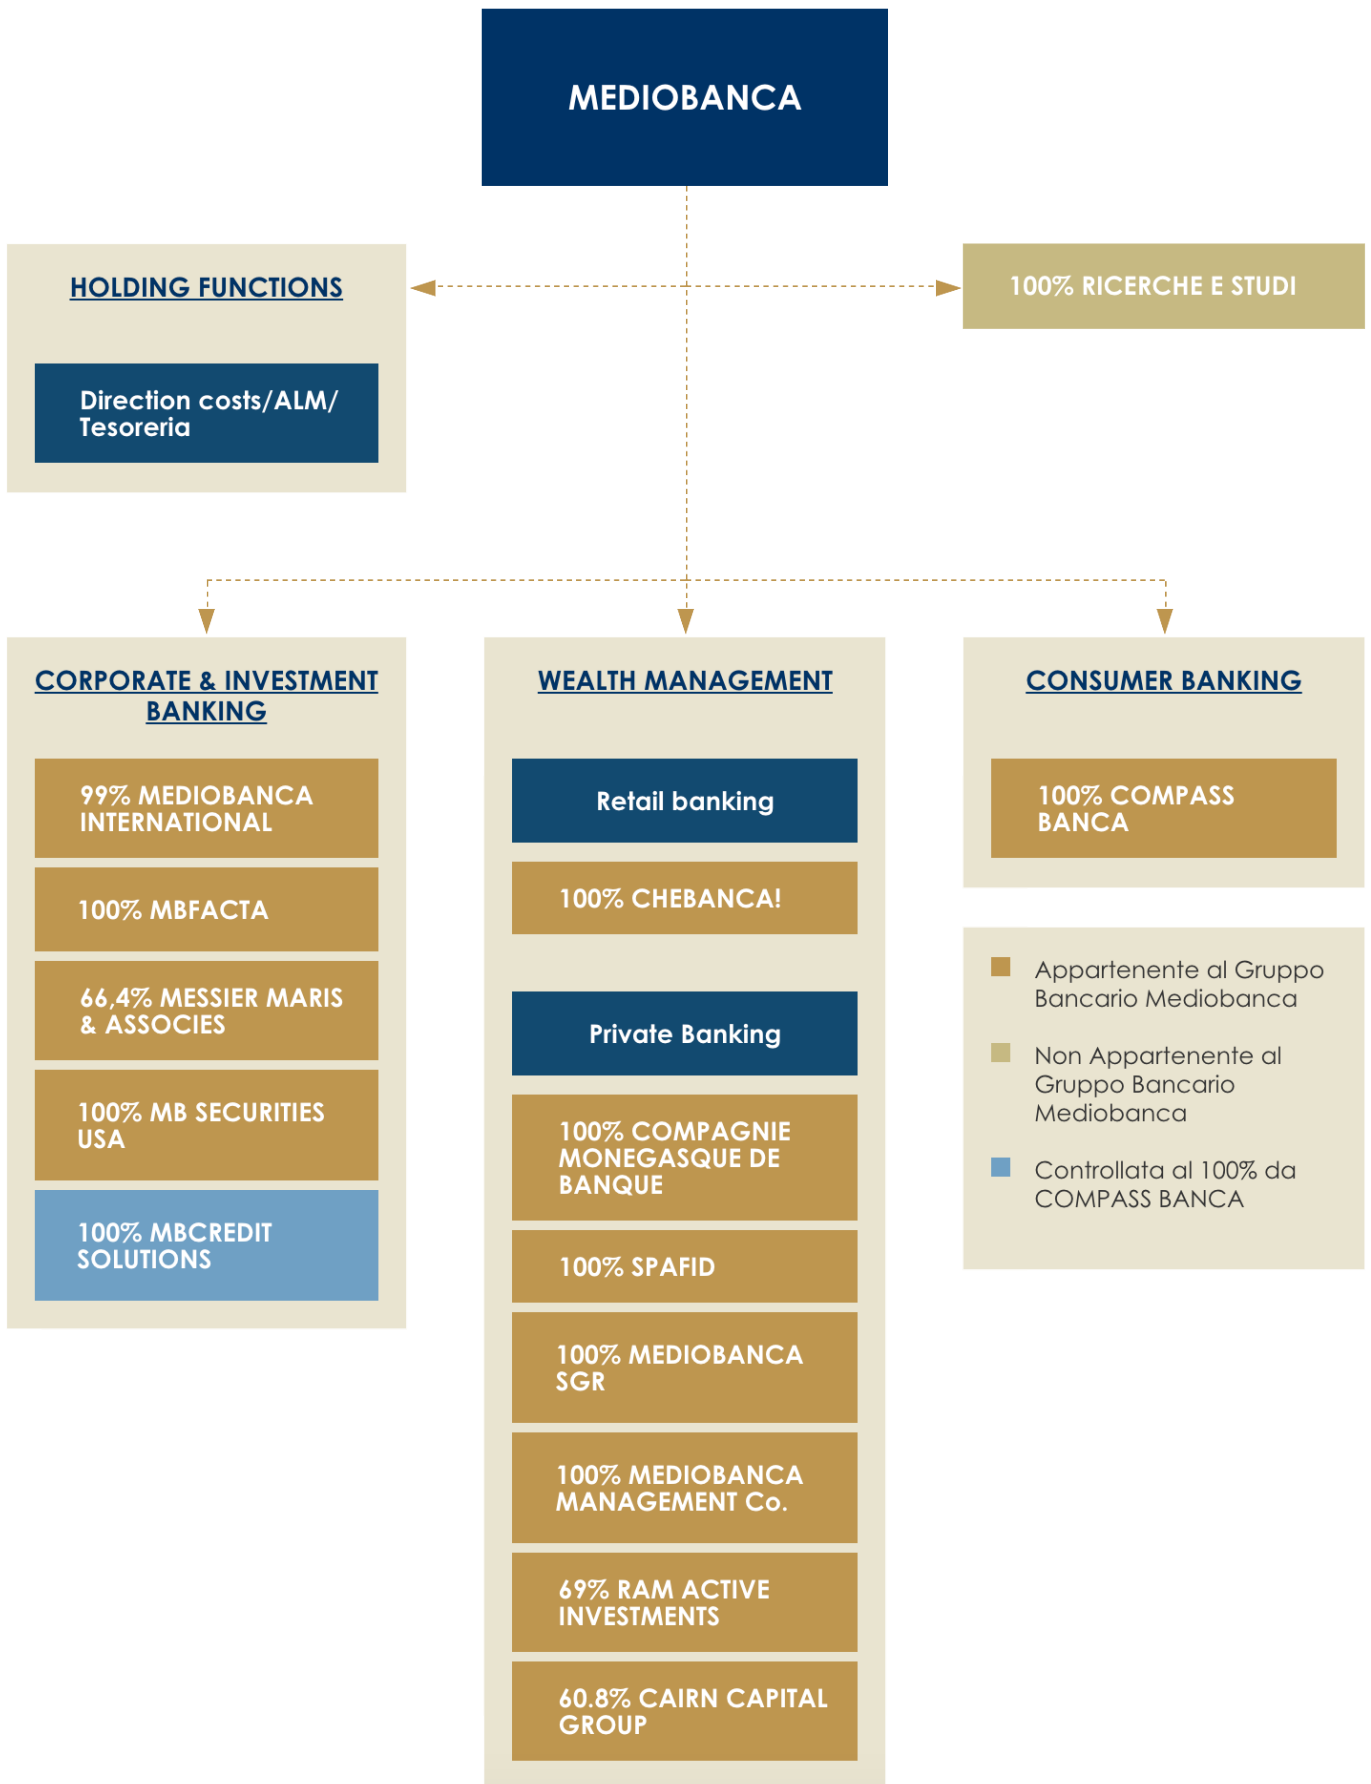 MEDIOBANCA
HOLDING FUNCTIONS
Direction costs/ALM/
Tesoreria
100% RICERCHE E STUDI
CORPORATE & INVESTMENT
BANKING
99% MEDIOBANCA
INTERNATIONAL
100% MBFACTA
66,4% MESSIER MARIS
& ASSOCIES
100% MB SECURITIES
USA
100% MBCREDIT
SOLUTIONS
WEALTH MANAGEMENT
Retail banking
100% CHEBANCA!
Private Banking
100% COMPAGNIE
MONEGASQUE DE
BANQUE
100% SPAFID
100% MEDIOBANCA
SGR
100% MEDIOBANCA
MANAGEMENT Co.
69% RAM ACTIVE
INVESTMENTS
60.8% CAIRN CAPITAL
GROUP
CONSUMER BANKING
100% COMPASS
BANCA
Appartenente al Gruppo
Bancario Mediobanca
Non Appartenente al
Gruppo Bancario
Mediobanca
Controllata al 100% da
COMPASS BANCA